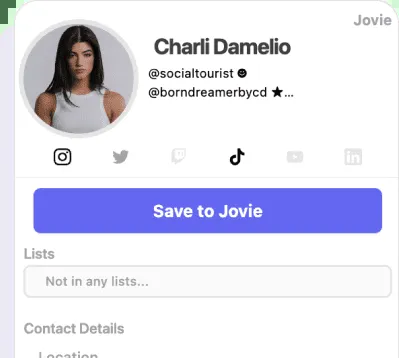 Jovie
Charli Damelio
@socialtourist ☻
@borndreamerbycd ★...
Save to Jovie
Lists
Not in any lists...
Contact Details
Location